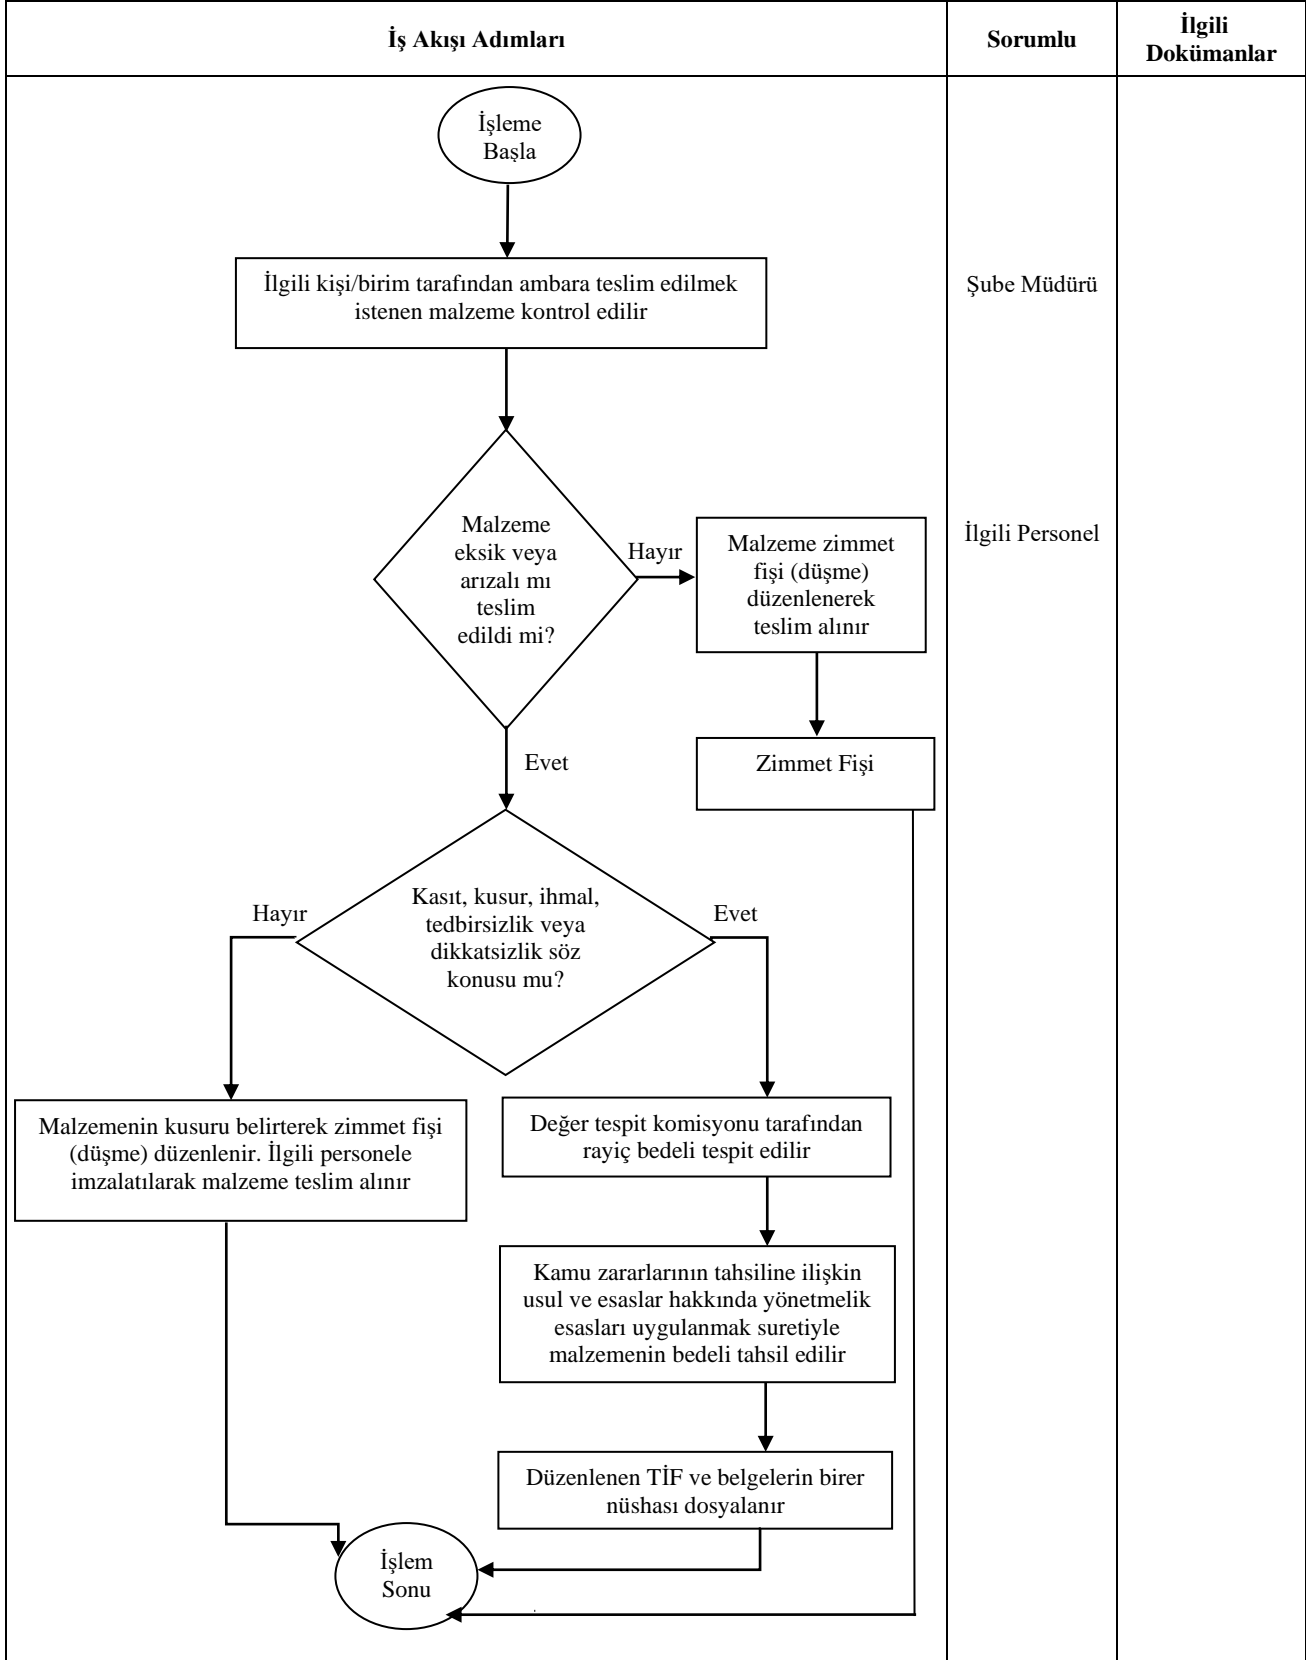 İş Akışı Adımları
Sorumlu
İlgili
Dokümanlar
İşleme
Başla
İlgili kişi/birim tarafından ambara teslim edilmek
istenen malzeme kontrol edilir
Şube Müdürü
Malzeme
eksik veya
arızalı mı
teslim
edildi mi?
Hayır
Malzeme zimmet
fişi (düşme)
düzenlenerek
teslim alınır
İlgili Personel
Evet
Zimmet Fişi
Kasıt, kusur, ihmal,
tedbirsizlik veya
dikkatsizlik söz
konusu mu?
Hayır
Evet
Malzemenin kusuru belirterek zimmet fişi
(düşme) düzenlenir. İlgili personele
imzalatılarak malzeme teslim alınır
Değer tespit komisyonu tarafından
rayiç bedeli tespit edilir
Kamu zararlarının tahsiline ilişkin
usul ve esaslar hakkında yönetmelik
esasları uygulanmak suretiyle
malzemenin bedeli tahsil edilir
Düzenlenen TİF ve belgelerin birer
nüshası dosyalanır
İşlem
Sonu